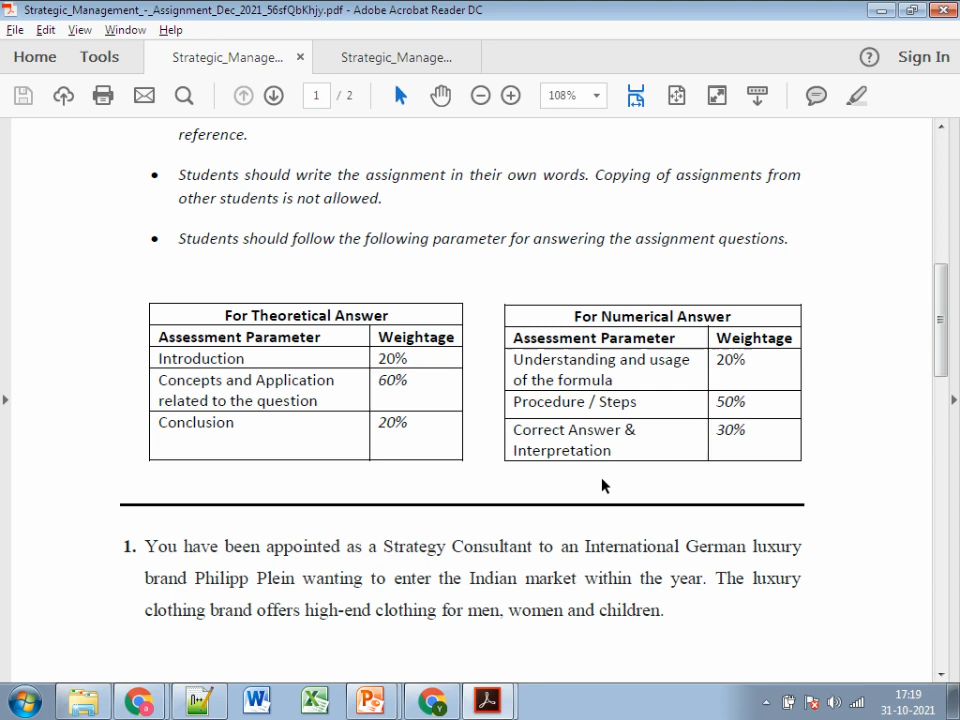 Strategic_Management_-_Assignment_Dec_2021_56sfQbKhjy.pdf - Adobe Acrobat Reader DC
File Edit View Window Help
Home Tools Strategic_Manage... × Strategic_Manage... ? Sign In
1 / 2 108%
reference.
• Students should write the assignment in their own words. Copying of assignments from
other students is not allowed.
• Students should follow the following parameter for answering the assignment questions.
For Theoretical Answer
Assessment Parameter Weightage
Introduction 20%
Concepts and Application 60%
related to the question
Conclusion 20%
For Numerical Answer
Assessment Parameter Weightage
Understanding and usage 20%
of the formula
Procedure / Steps 50%
Correct Answer & 30%
Interpretation
1. You have been appointed as a Strategy Consultant to an International German luxury
brand Philipp Plein wanting to enter the Indian market within the year. The luxury
clothing brand offers high-end clothing for men, women and children.
17:19
31-10-2021